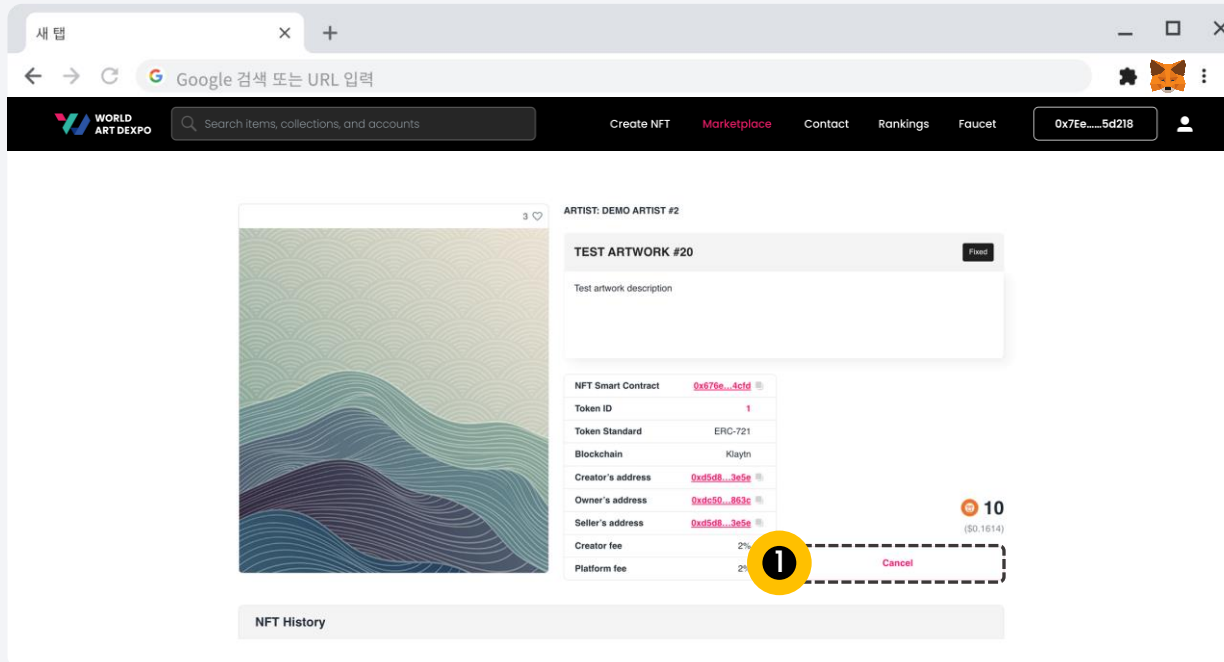 새 탭
Google 검색 또는 URL 입력
WORLD
ART DEXPO
Search items, collections, and accounts
Create NFT
Marketplace
Contact
Rankings
Faucet
0x7Ee......5d218
3
ARTIST: DEMO ARTIST #2
TEST ARTWORK #20
Fixed
Test artwork description
NFT Smart Contract 0x676e...4cfd
Token ID 1
Token Standard ERC-721
Blockchain Klaytn
Creator's address 0xd5d8...3e5e
Owner's address 0xdc50...863c
Seller's address 0xd5d8...3e5e
Creator fee 2%
Platform fee 2%
10
($0.1614)
1
Cancel
NFT History